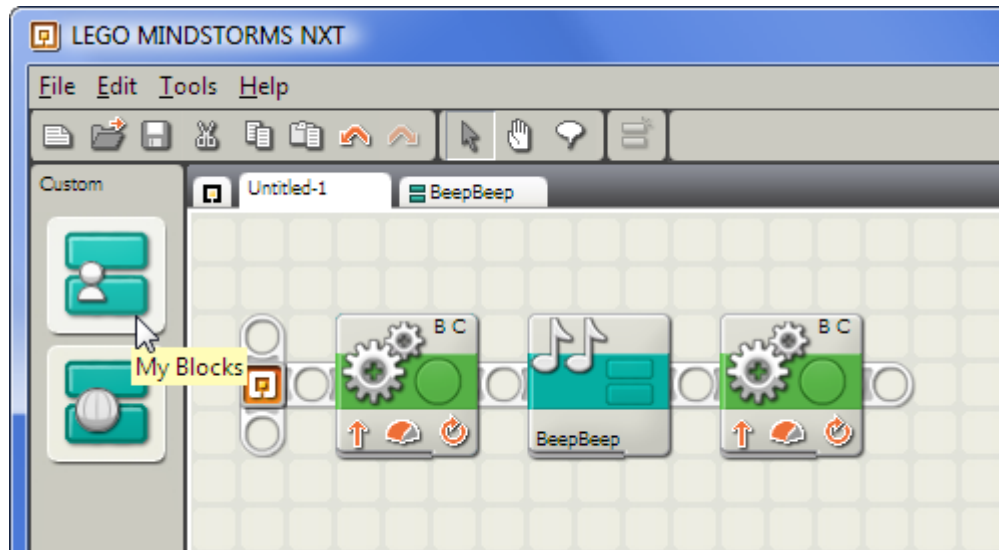 LEGO MINDSTORMS NXT
File Edit Tools Help
Custom
Untitled-1
BeepBeep
My Blocks
B C
BeepBeep
B C